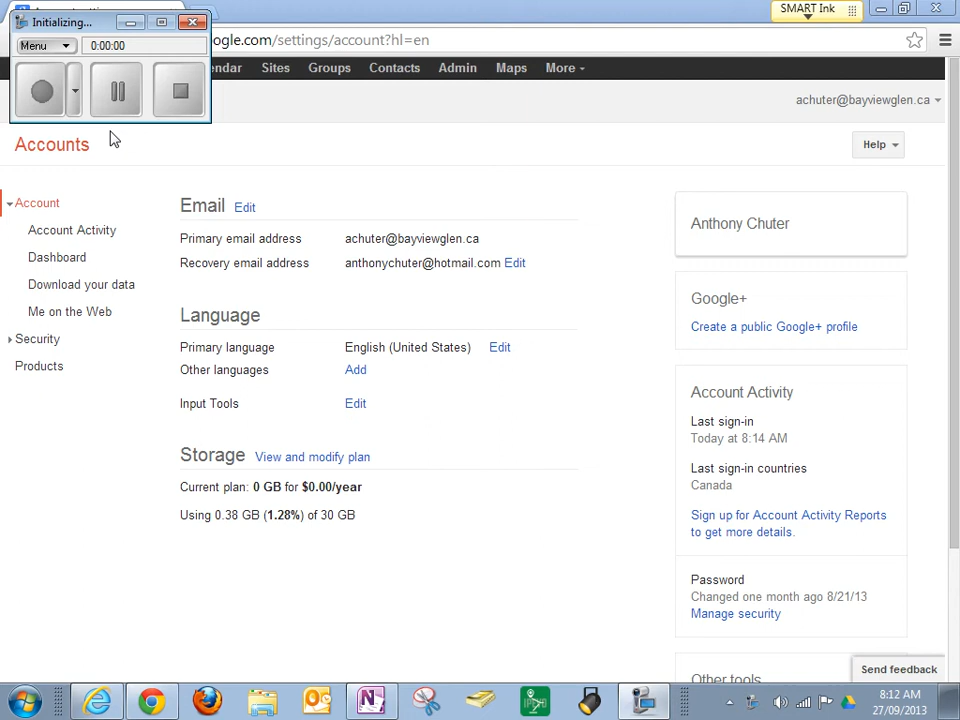 Initializing...
SMART Ink
Menu
0:00:00
ogle.com/settings/account?hl=en
endar Sites Groups Contacts Admin Maps More
achuter@bayviewglen.ca
Accounts
Help
Account
Account Activity
Dashboard
Download your data
Me on the Web
Security
Products
Email Edit
Primary email address achuter@bayviewglen.ca
Recovery email address anthonychuter@hotmail.com Edit
Language
Primary language English (United States) Edit
Other languages Add
Input Tools Edit
Storage View and modify plan
Current plan: 0 GB for $0.00/year
Using 0.38 GB (1.28%) of 30 GB
Anthony Chuter
Google+
Create a public Google+ profile
Account Activity
Last sign-in
Today at 8:14 AM
Last sign-in countries
Canada
Sign up for Account Activity Reports
to get more details.
Password
Changed one month ago 8/21/13
Manage security
Other tools
Send feedback
8:12 AM
27/09/2013